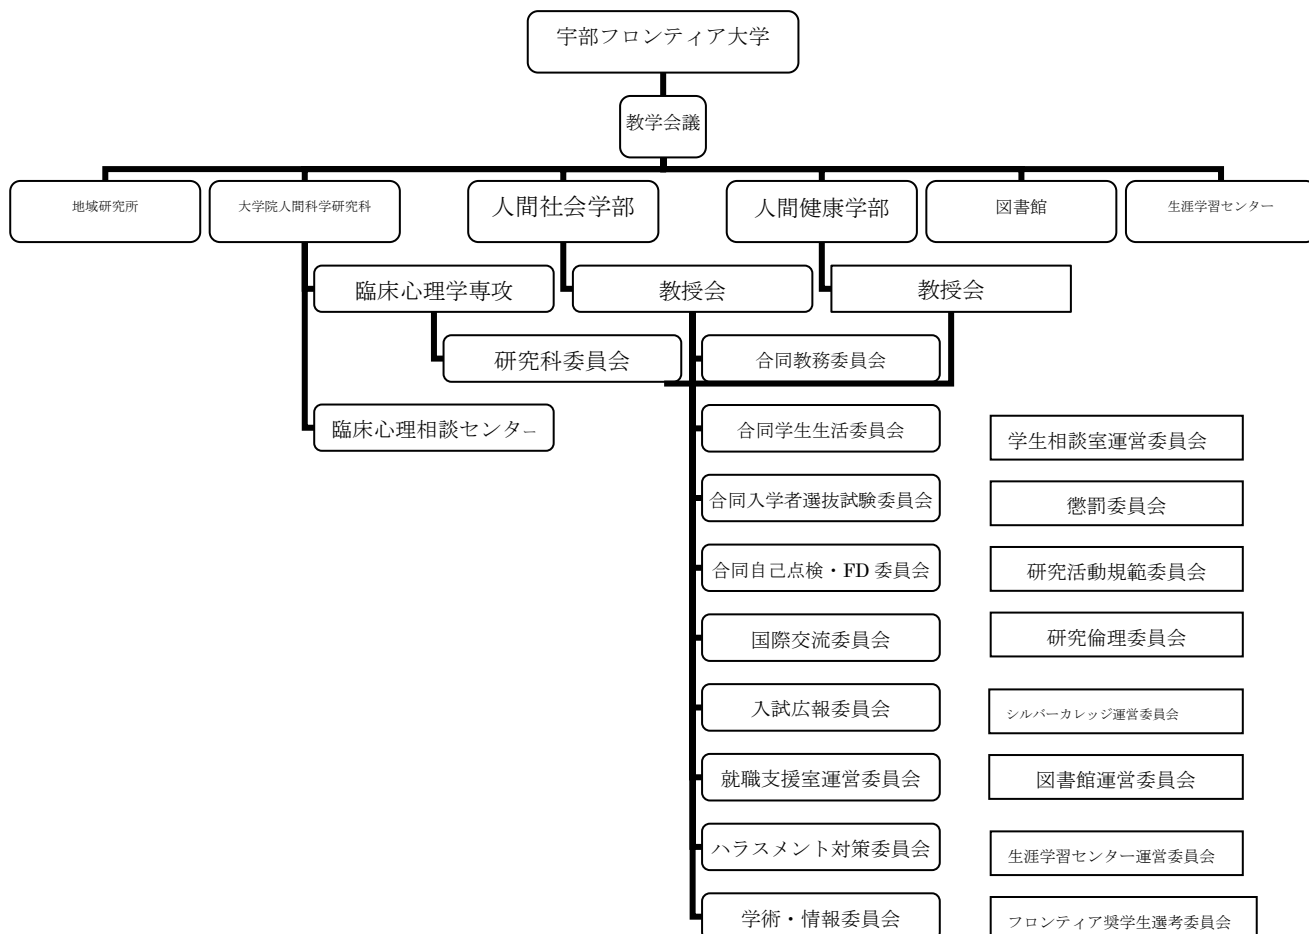 宇部フロンティア大学
教学会議
地域研究所
大学院人間科学研究科
人間社会学部
人間健康学部
図書館
生涯学習センター
臨床心理学専攻
教授会
教授会
研究科委員会
合同教務委員会
臨床心理相談センター
合同学生生活委員会
学生相談室運営委員会
合同入学者選抜試験委員会
懲罰委員会
合同自己点検・FD 委員会
研究活動規範委員会
国際交流委員会
研究倫理委員会
入試広報委員会
シルバーカレッジ運営委員会
就職支援室運営委員会
図書館運営委員会
ハラスメント対策委員会
生涯学習センター運営委員会
学術・情報委員会
フロンティア奨学生選考委員会